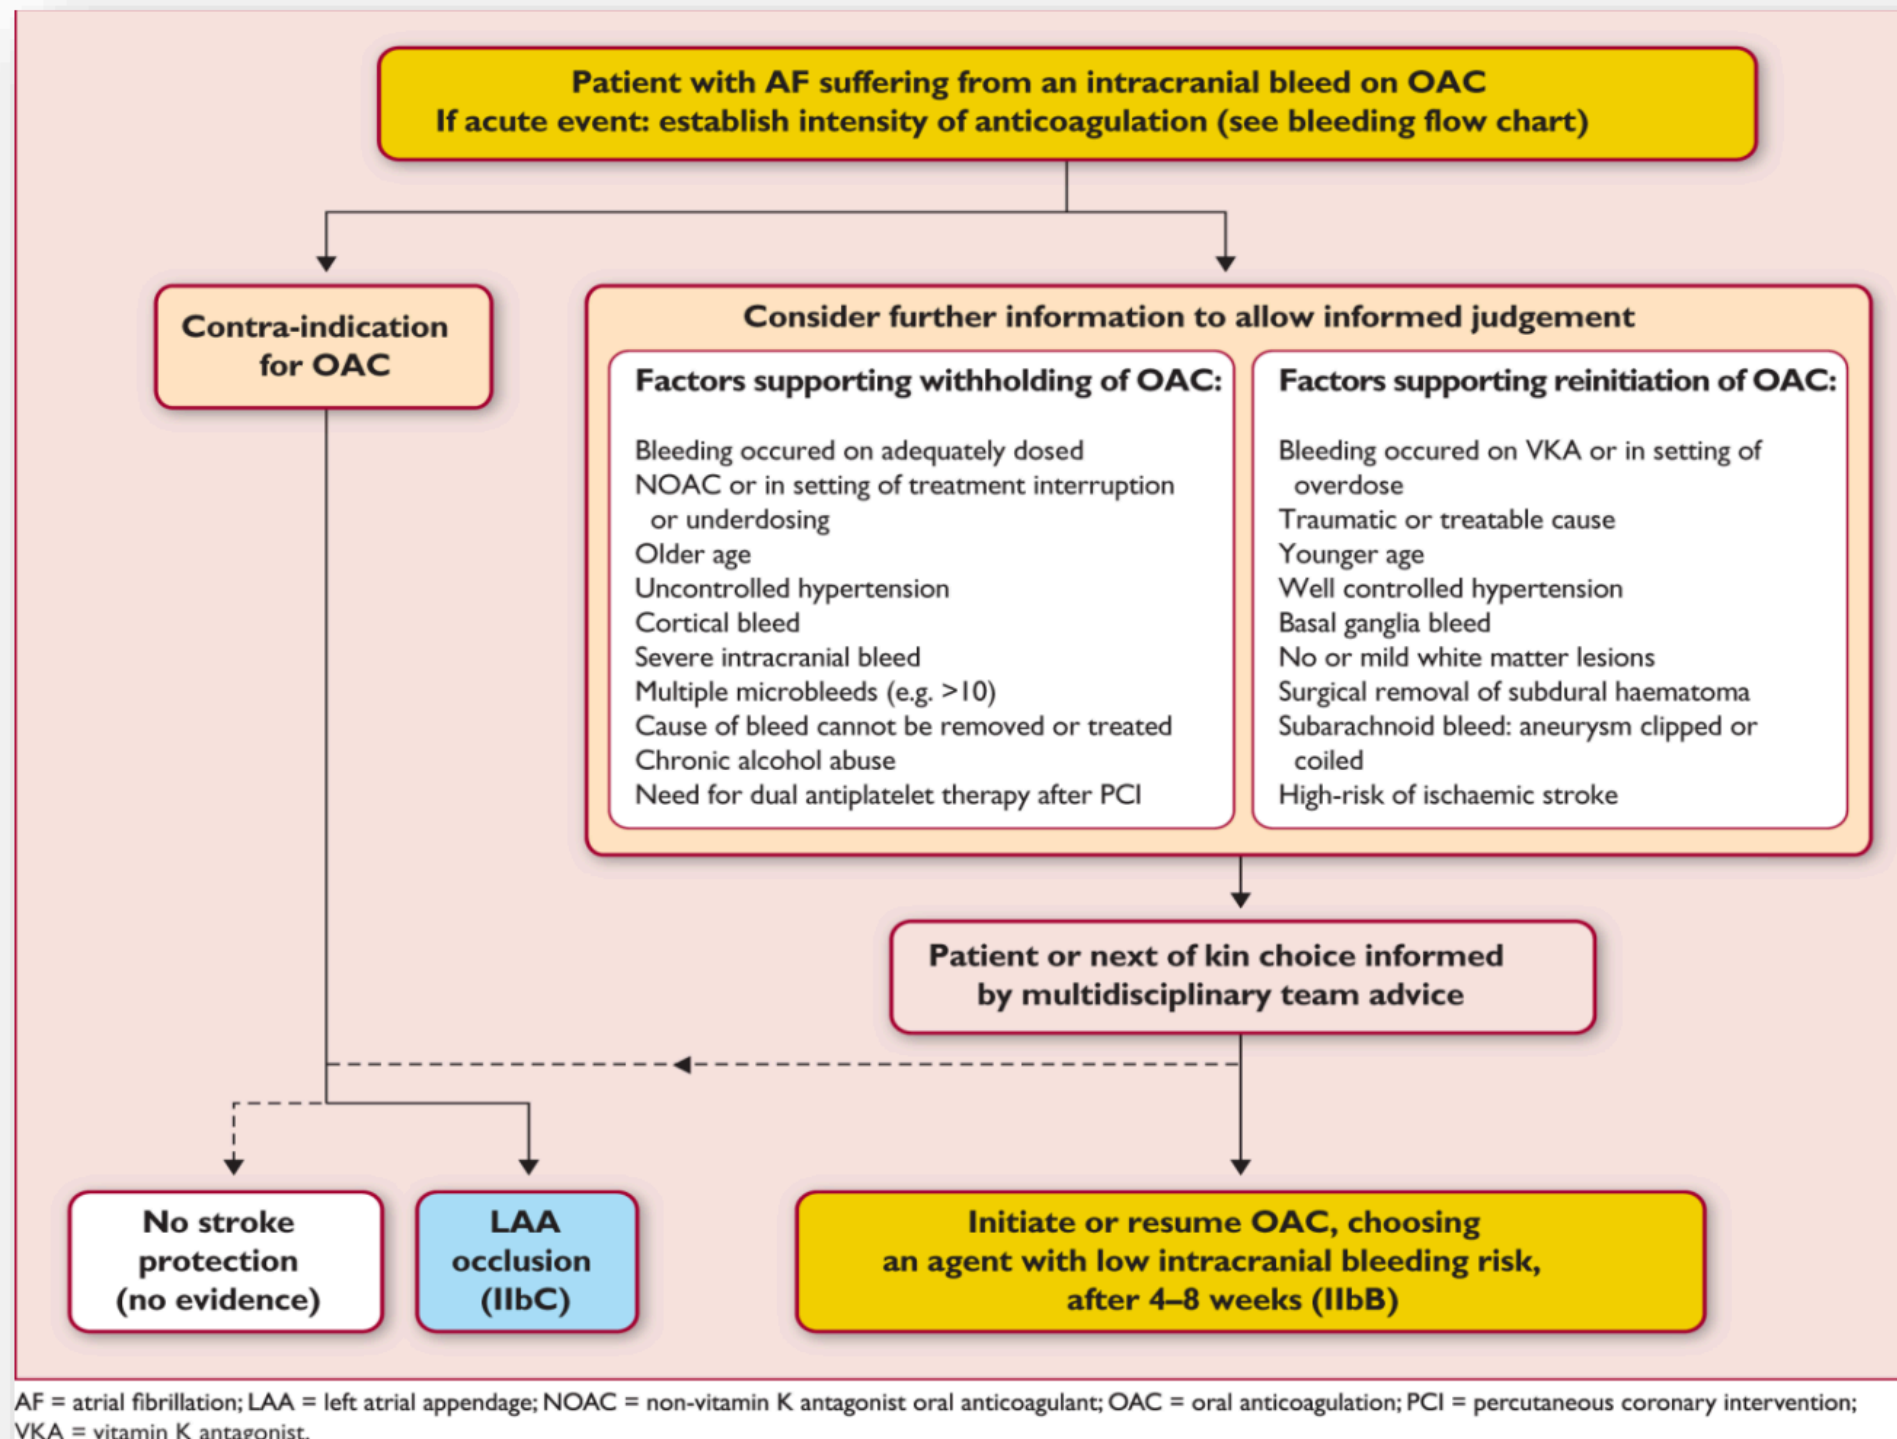 Patient with AF suffering from an intracranial bleed on OAC
If acute event: establish intensity of anticoagulation (see bleeding flow chart)
Contra-indication
for OAC
Consider further information to allow informed judgement
Factors supporting withholding of OAC:
Bleeding occured on adequately dosed
NOAC or in setting of treatment interruption
or underdosing
Older age
Uncontrolled hypertension
Cortical bleed
Severe intracranial bleed
Multiple microbleeds (e.g. >10)
Cause of bleed cannot be removed or treated
Chronic alcohol abuse
Need for dual antiplatelet therapy after PCI
Factors supporting reinitiation of OAC:
Bleeding occured on VKA or in setting of
overdose
Traumatic or treatable cause
Younger age
Well controlled hypertension
Basal ganglia bleed
No or mild white matter lesions
Surgical removal of subdural haematoma
Subarachnoid bleed: aneurysm clipped or
coiled
High-risk of ischaemic stroke
Patient or next of kin choice informed
by multidisciplinary team advice
No stroke
protection
(no evidence)
LAA
occlusion
(IIbC)
Initiate or resume OAC, choosing
an agent with low intracranial bleeding risk,
after 4–8 weeks (IIbB)
AF = atrial fibrillation; LAA = left atrial appendage; NOAC = non-vitamin K antagonist oral anticoagulant; OAC = oral anticoagulation; PCI = percutaneous coronary intervention;
VKA = vitamin K antagonist.